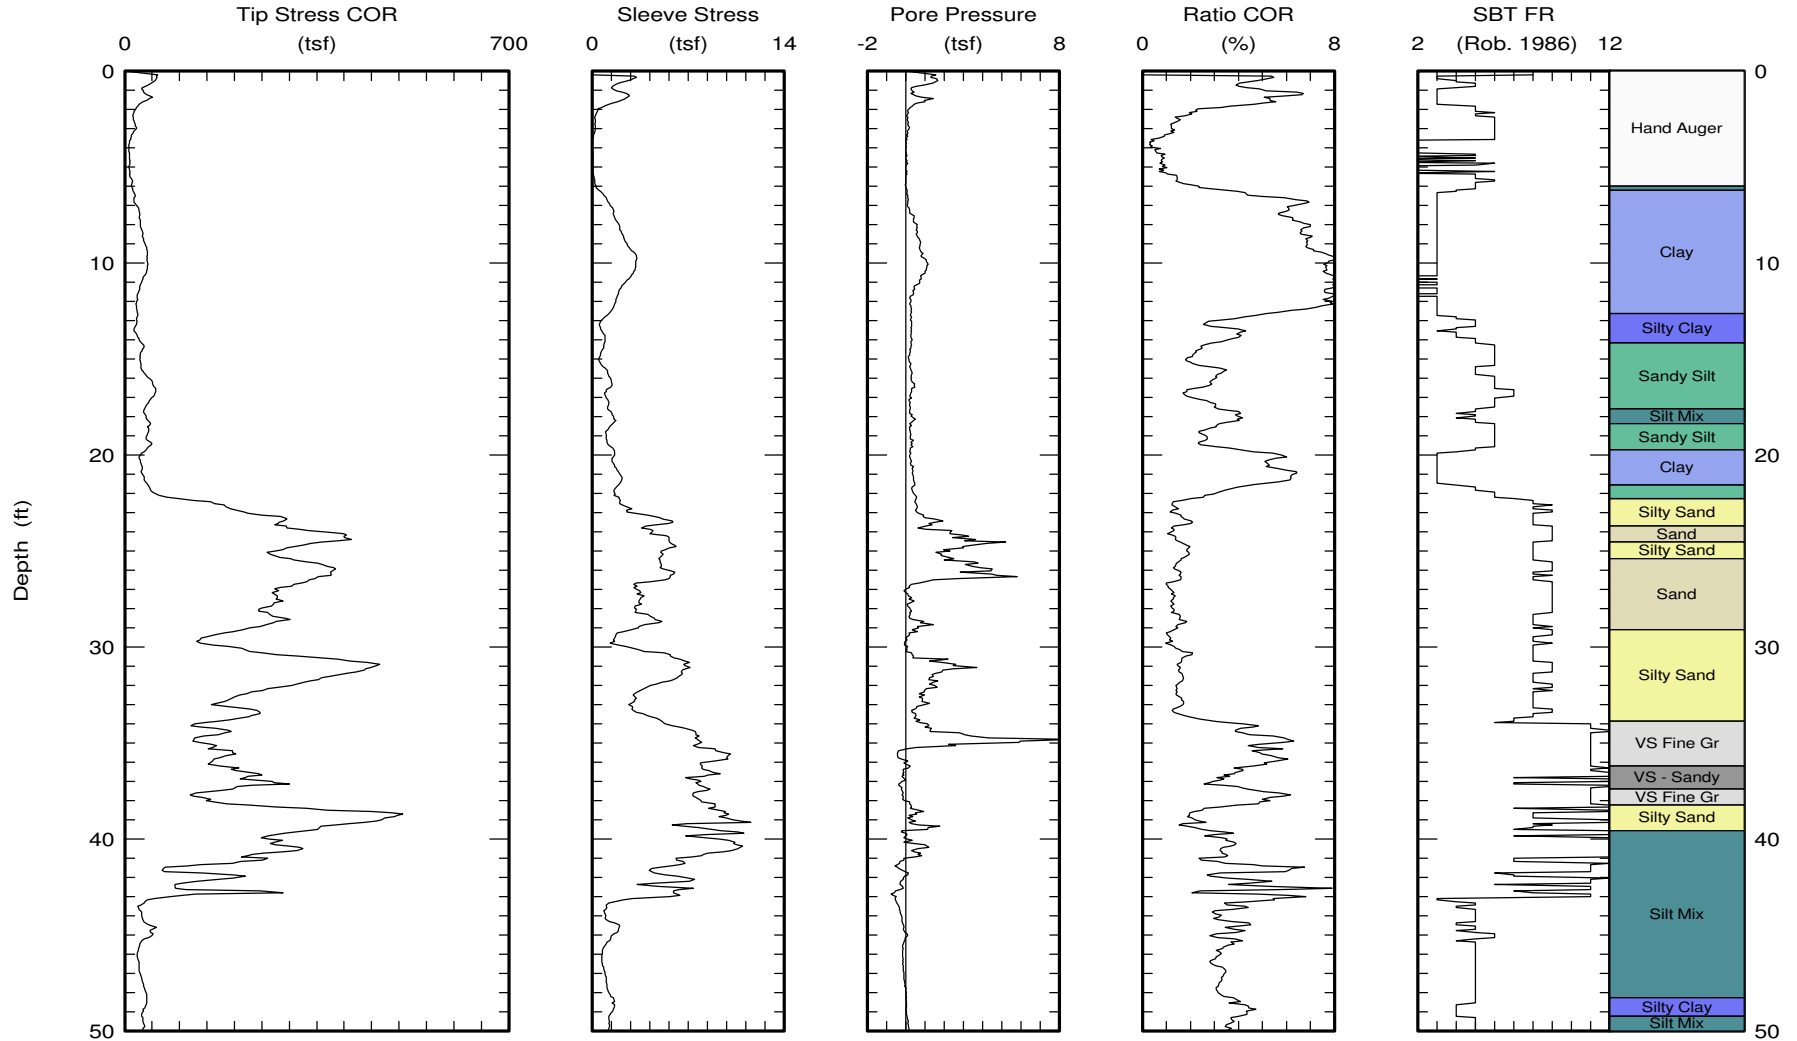 Tip Stress COR Sleeve Stress Pore Pressure Ratio COR SBT FR
0 (tsf) 700 0 (tsf) 14 -2 (tsf) 8 0 (%) 8 2 (Rob. 1986) 12
0 0
Hand Auger
Clay
10 10
Silty Clay
Sandy Silt
Silt Mix
Sandy Silt
20 20
Clay
Silty Sand
Sand
Silty Sand
Depth (ft)
Sand
30 30
Silty Sand
VS Fine Gr
VS - Sandy
VS Fine Gr
Silty Sand
40 40
Silt Mix
Silty Clay
Silt Mix
50 50